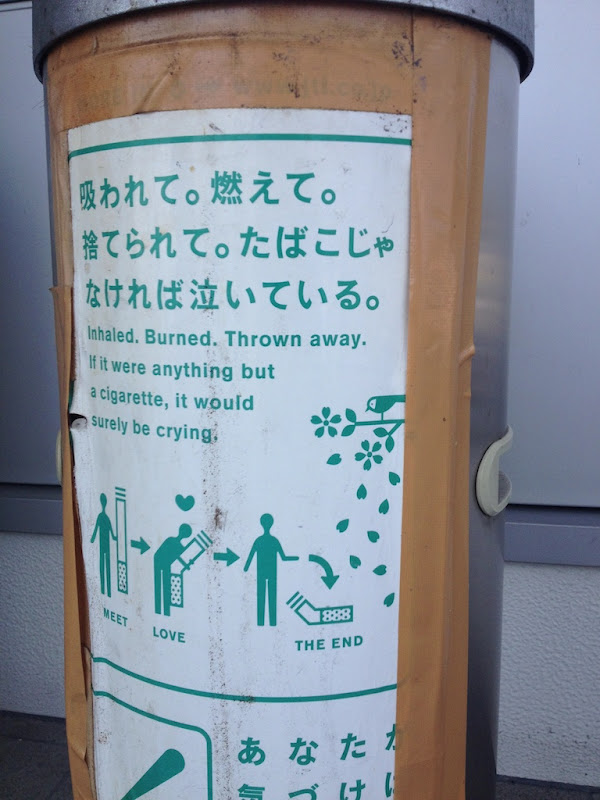 吸われて。燃えて。
捨てられて。たばこじゃ
なければ泣いている。
Inhaled. Burned. Thrown away.
If it were anything but
a cigarette, it would
surely be crying.
MEET
LOVE
THE END
あなたが
気づけば